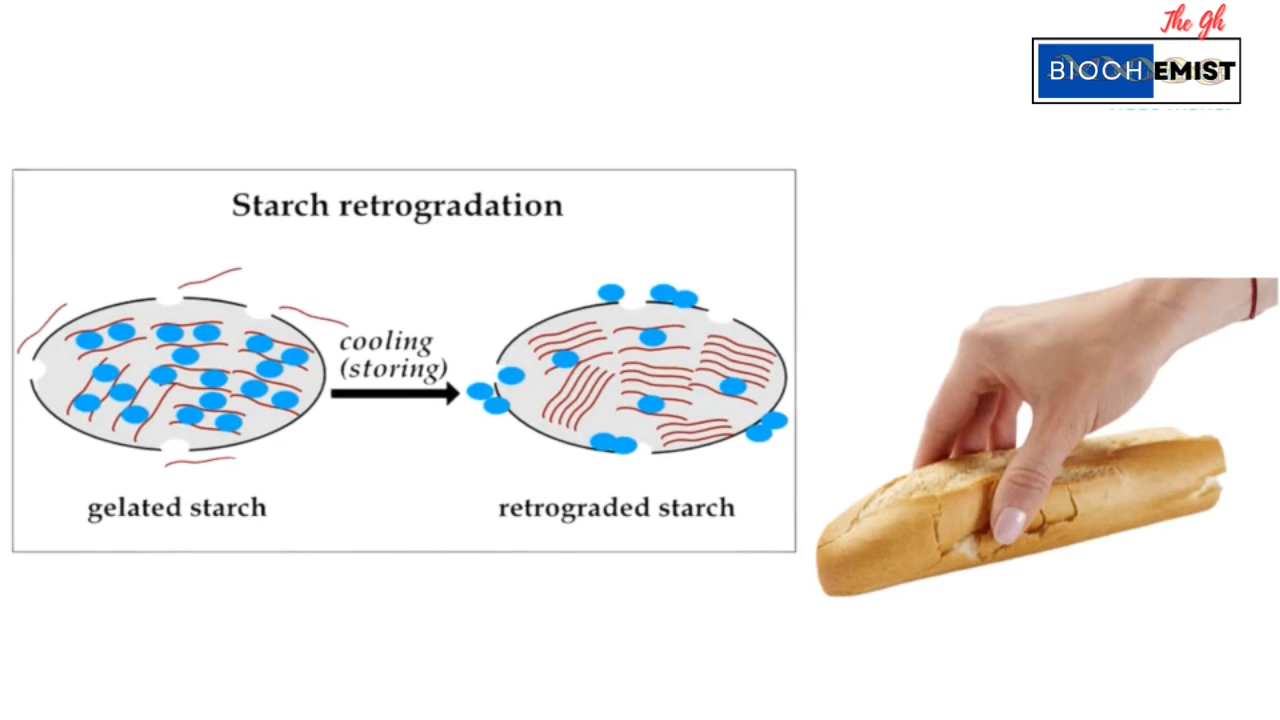 The Gh
BIOCHEMIST
Starch retrogradation
cooling
(storing)
gelated starch
retrograded starch